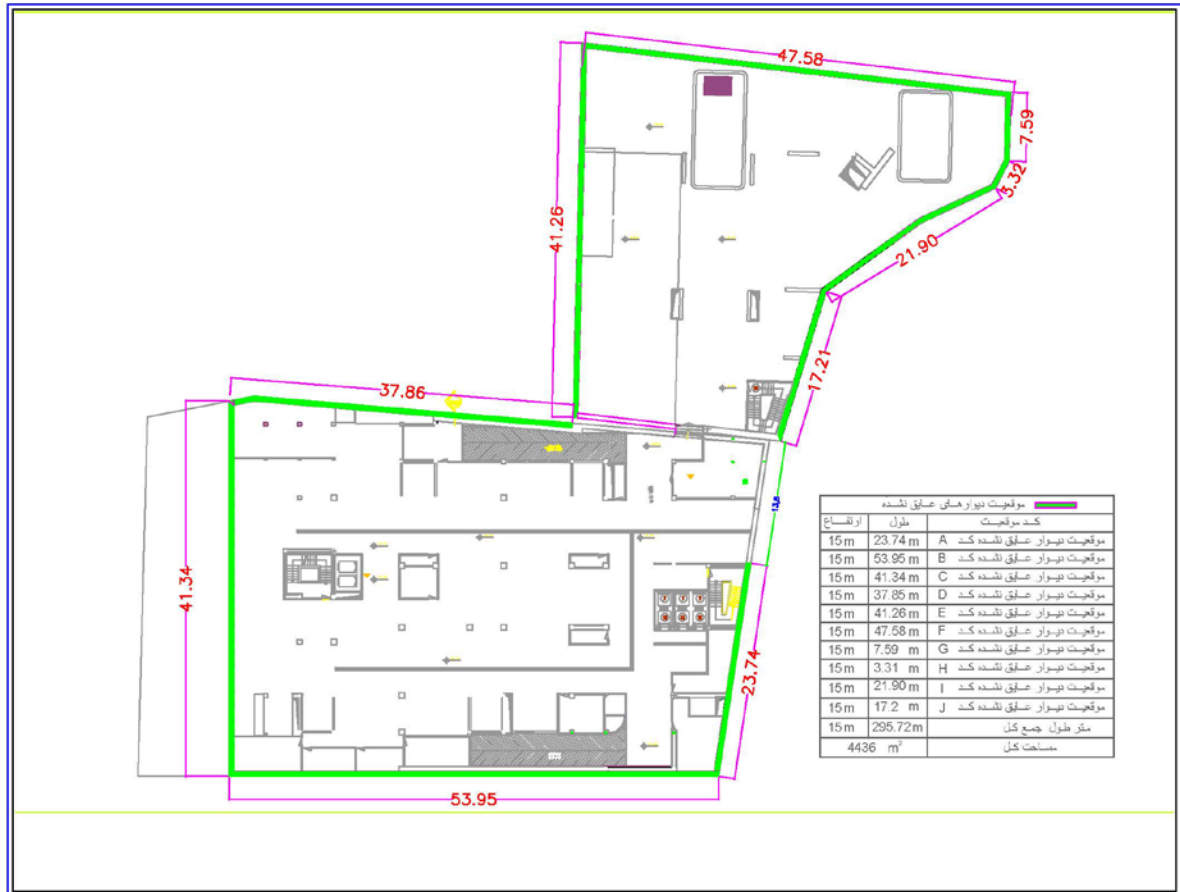 47.58
7.59
3.32
41.26
21.90
17.21
37.86
13.8
41.34
23.74
53.95
موقعیت دیوارهای عایق نشده
کد موقعیت طول ارتفاع
موقعیت دیوار عایق نشده کد A 23.74 m 15m
موقعیت دیوار عایق نشده کد B 53.95 m 15m
موقعیت دیوار عایق نشده کد C 41.34 m 15m
موقعیت دیوار عایق نشده کد D 37.85 m 15m
موقعیت دیوار عایق نشده کد E 41.26 m 15m
موقعیت دیوار عایق نشده کد F 47.58 m 15m
موقعیت دیوار عایق نشده کد G 7.59 m 15m
موقعیت دیوار عایق نشده کد H 3.31 m 15m
موقعیت دیوار عایق نشده کد I 21.90 m 15m
موقعیت دیوار عایق نشده کد J 17.2 m 15m
متر طول جمع کل 295.72m 15m
مساحت کل 4436 m²